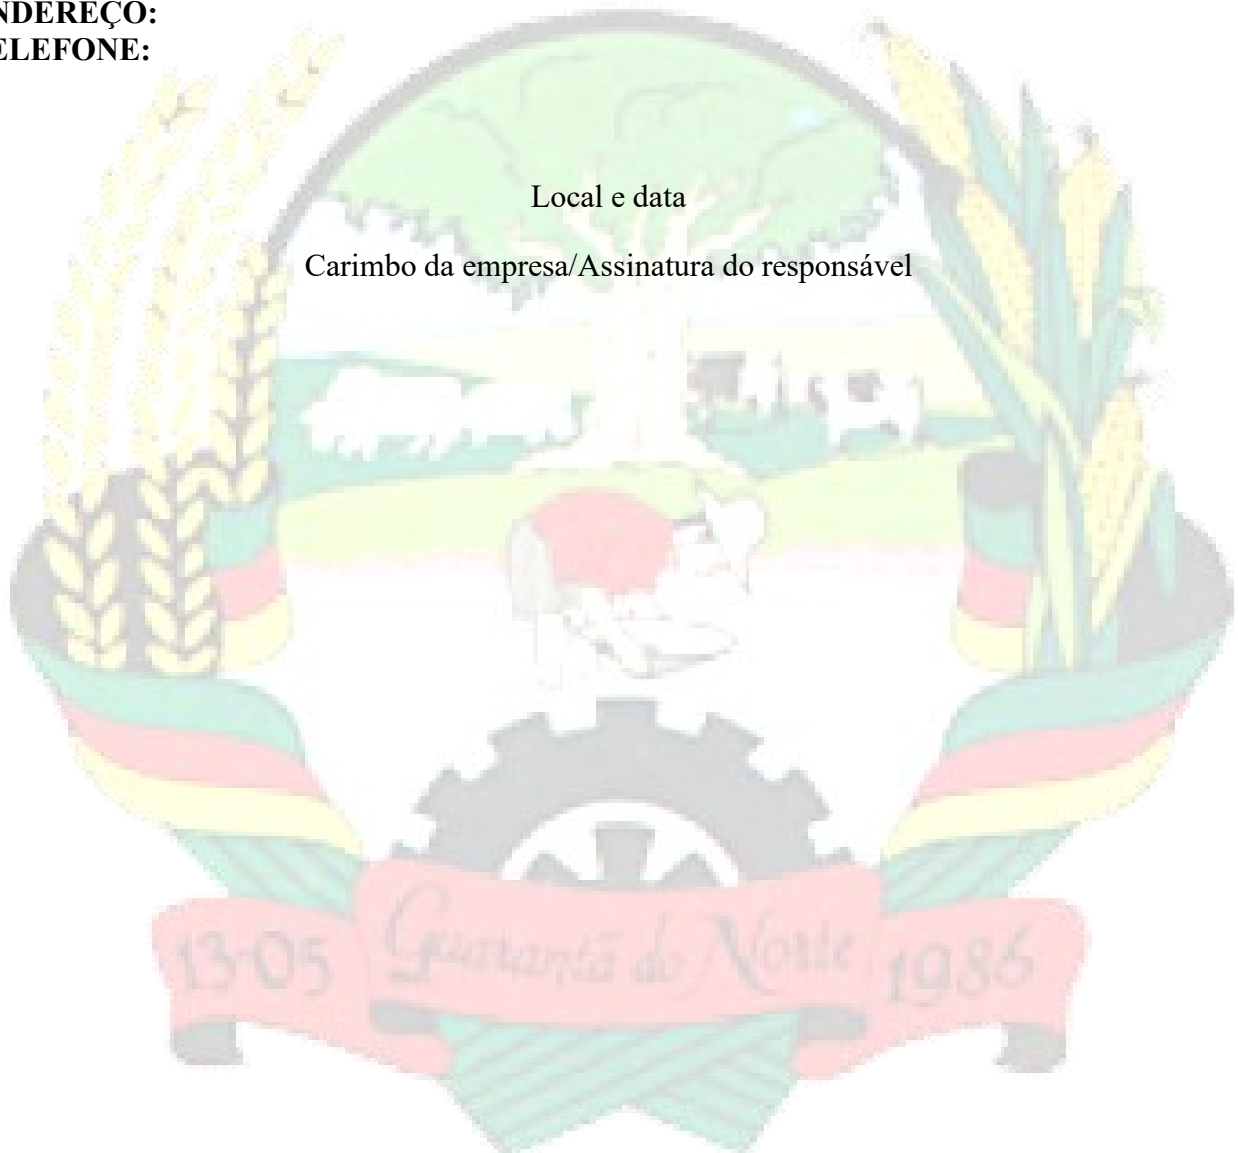 NDEREÇO:
ELEFONE:
Local e data
Carimbo da empresa/Assinatura do responsável
13-05 Guarantã do Norte 1986